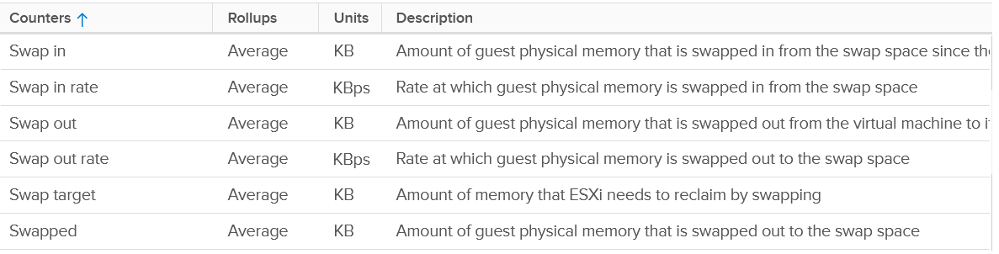 Counters Rollups Units Description
Swap in Average KB Amount of guest physical memory that is swapped in from the swap space since
Swap in rate Average KBps Rate at which guest physical memory is swapped in from the swap space
Swap out Average KB Amount of guest physical memory that is swapped out from the virtual machine to
Swap out rate Average KBps Rate at which guest physical memory is swapped out to the swap space
Swap target Average KB Amount of memory that ESXi needs to reclaim by swapping
Swapped Average KB Amount of guest physical memory that is swapped out to the swap space